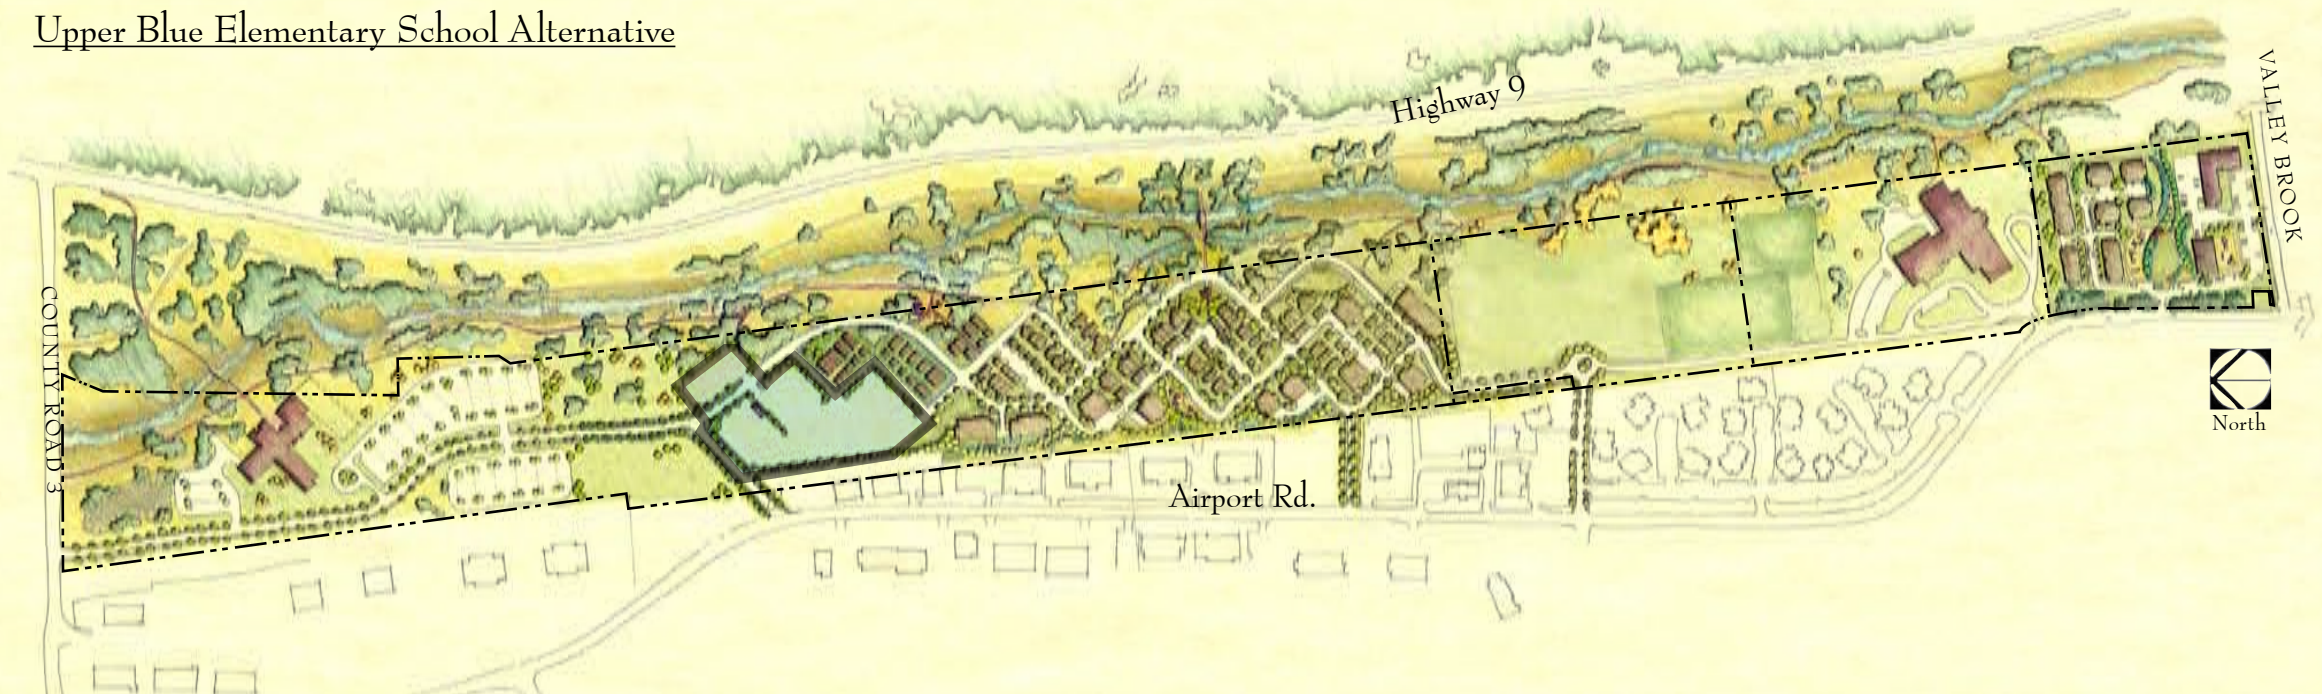 Upper Blue Elementary School Alternative
Highway 9
VALLEY BROOK
COUNTY ROAD 3
North
Airport Rd.